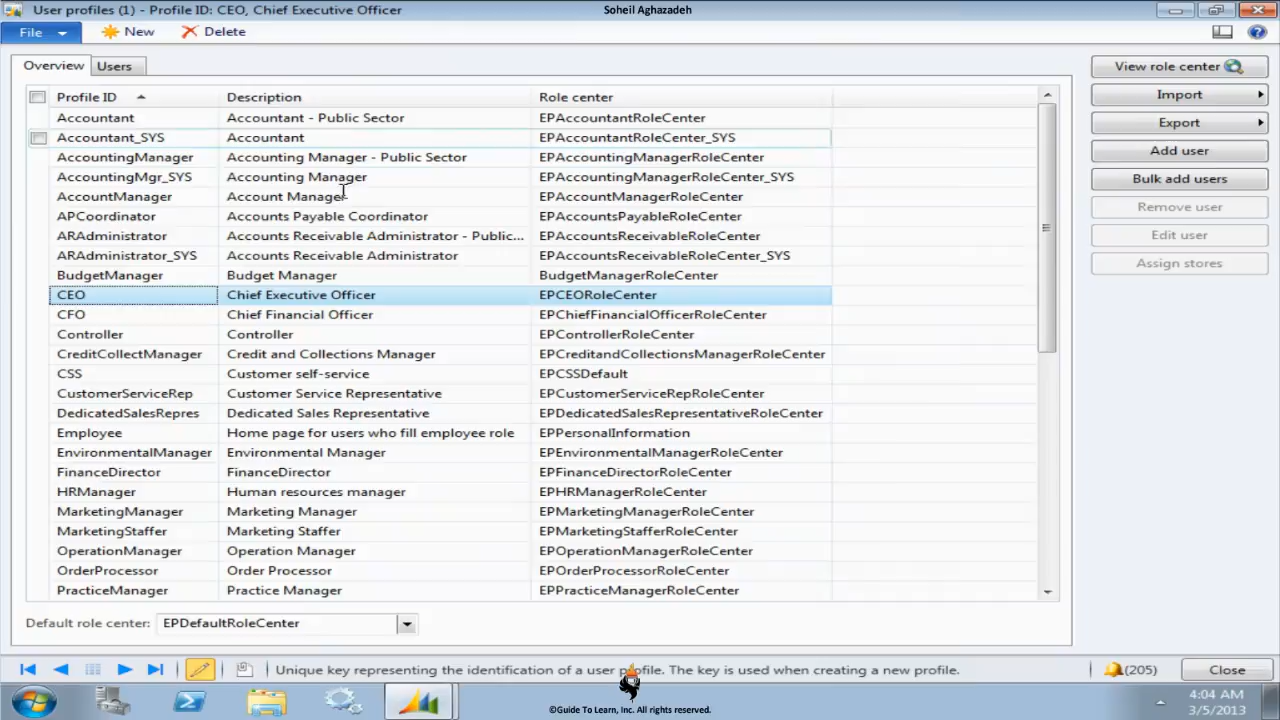 User profiles (1) - Profile ID: CEO, Chief Executive Officer
Soheil Aghazadeh
File New Delete
Overview Users
Profile ID Description Role center
Accountant Accountant - Public Sector EPAccountantRoleCenter
Accountant_SYS Accountant EPAccountantRoleCenter_SYS
AccountingManager Accounting Manager - Public Sector EPAccountingManagerRoleCenter
AccountingMgr_SYS Accounting Manager EPAccountingManagerRoleCenter_SYS
AccountManager Account Manager EPAccountManagerRoleCenter
APCoordinator Accounts Payable Coordinator EPAccountsPayableRoleCenter
ARAdministrator Accounts Receivable Administrator - Public... EPAccountsReceivableRoleCenter
ARAdministrator_SYS Accounts Receivable Administrator EPAccountsReceivableRoleCenter_SYS
BudgetManager Budget Manager BudgetManagerRoleCenter
CEO Chief Executive Officer EPCEORoleCenter
CFO Chief Financial Officer EPChiefFinancialOfficerRoleCenter
Controller Controller EPControllerRoleCenter
CreditCollectManager Credit and Collections Manager EPCreditandCollectionsManagerRoleCenter
CSS Customer self-service EPCSSDefault
CustomerServiceRep Customer Service Representative EPCustomerServiceRepRoleCenter
DedicatedSalesRepres Dedicated Sales Representative EPDedicatedSalesRepresentativeRoleCenter
Employee Home page for users who fill employee role EPPersonalInformation
EnvironmentalManager Environmental Manager EPEnvironmentalManagerRoleCenter
FinanceDirector FinanceDirector EPFinanceDirectorRoleCenter
HRManager Human resources manager EPHRManagerRoleCenter
MarketingManager Marketing Manager EPMarketingManagerRoleCenter
MarketingStaffer Marketing Staffer EPMarketingStafferRoleCenter
OperationManager Operation Manager EPOperationManagerRoleCenter
OrderProcessor Order Processor EPOrderProcessorRoleCenter
PracticeManager Practice Manager EPPracticeManagerRoleCenter
Default role center: EPDefaultRoleCenter
View role center
Import
Export
Add user
Bulk add users
Remove user
Edit user
Assign stores
Unique key representing the identification of a user profile. The key is used when creating a new profile.
(205)
Close
©Guide To Learn, Inc. All rights reserved.
4:04 AM
3/5/2013